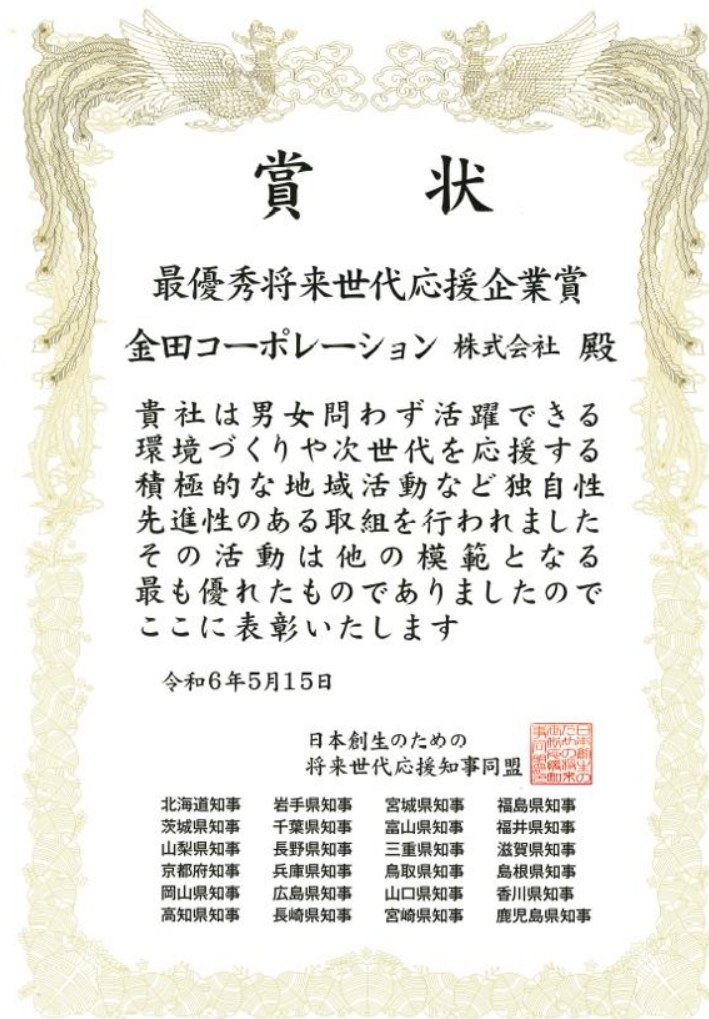 賞状
最優秀将来世代応援企業賞
金田コーポレーション 株式会社 殿
貴社は男女問わず活躍できる
環境づくりや次世代を応援する
積極的な地域活動など独自性
先進性のある取組を行われました
その活動は他の模範となる
最も優れたものでありましたので
ここに表彰いたします
令和6年5月15日
日本創生のための
将来世代応援知事同盟
北海道知事 岩手県知事 宮城県知事 福島県知事
茨城県知事 千葉県知事 富山県知事 福井県知事
山梨県知事 長野県知事 三重県知事 滋賀県知事
京都府知事 兵庫県知事 鳥取県知事 島根県知事
岡山県知事 広島県知事 山口県知事 香川県知事
高知県知事 長崎県知事 宮崎県知事 鹿児島県知事